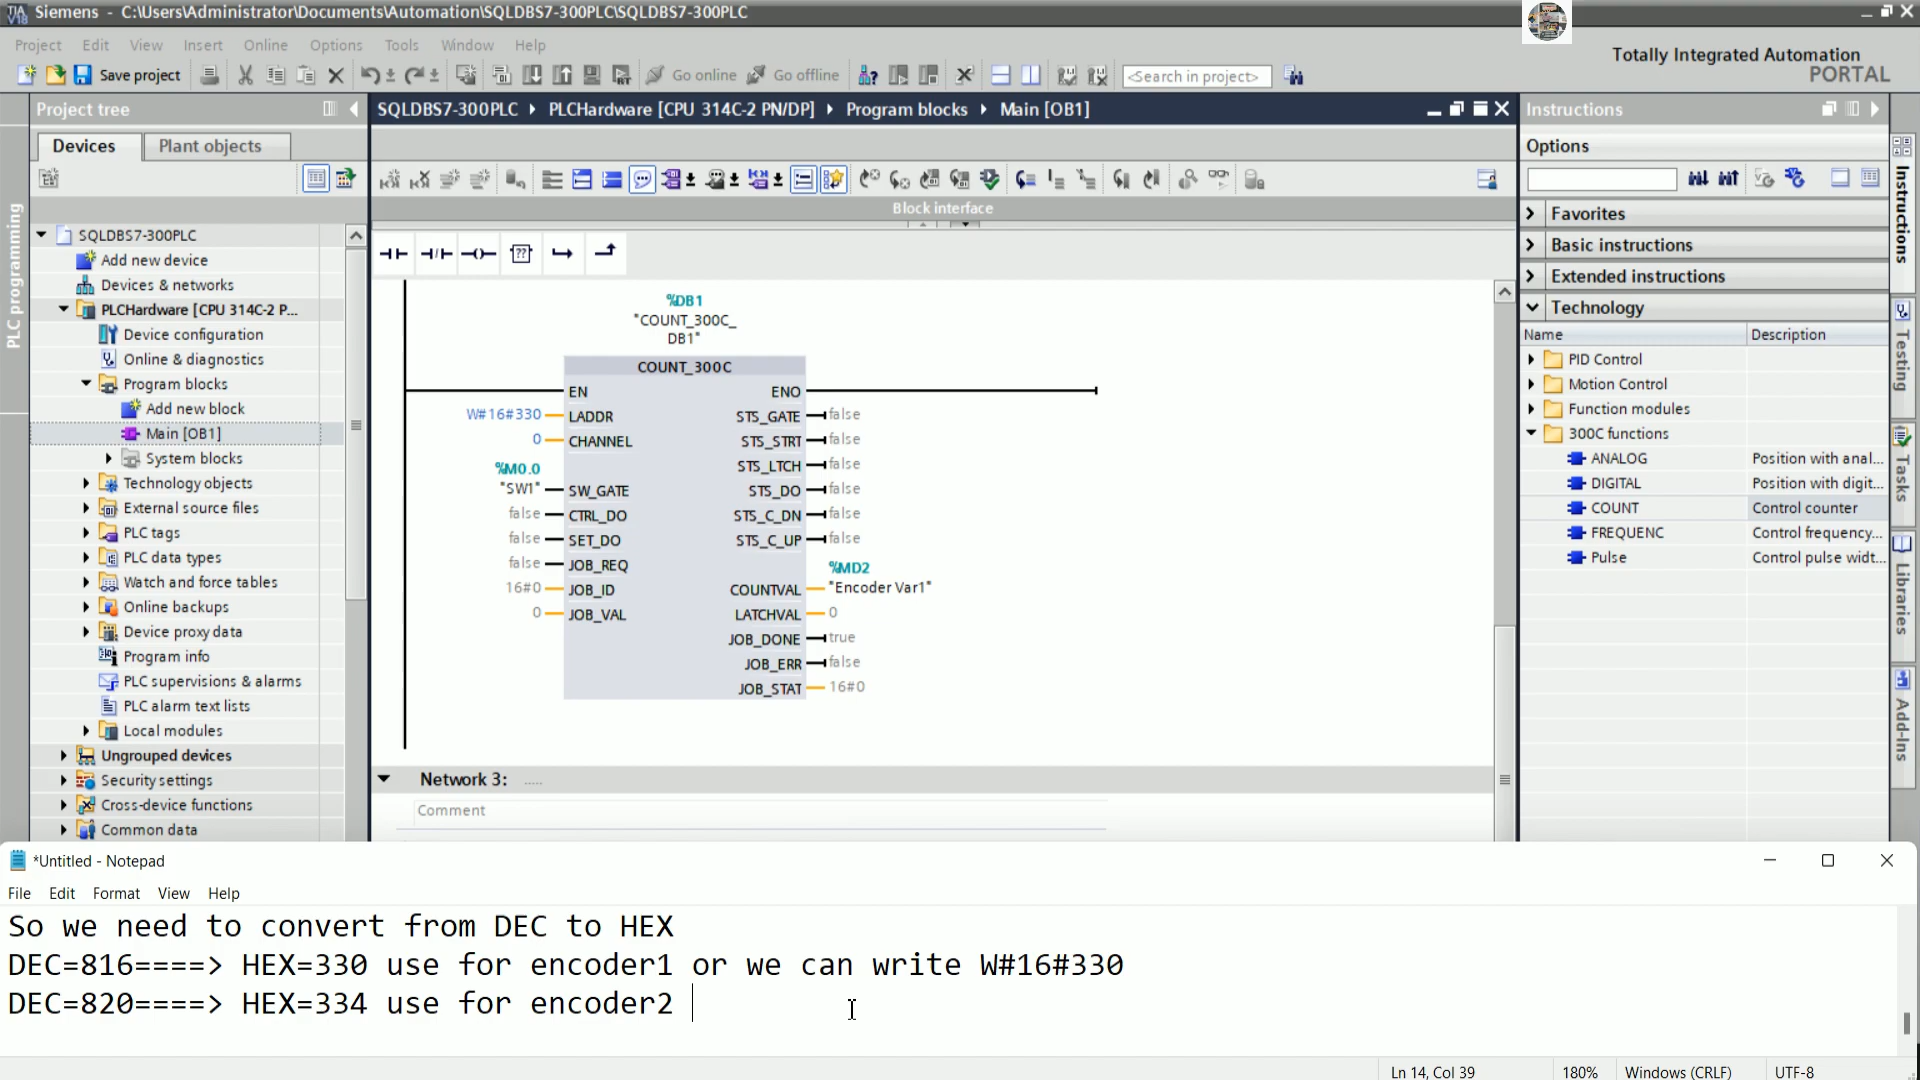 Siemens - C:\Users\Administrator\Documents\Automation\SQLDBS7-300PLC\SQLDBS7-300PLC
Project Edit View Insert Online Options Tools Window Help
Totally Integrated Automation
PORTAL
Save project
Go online
Go offline
<Search in project>
Project tree
SQLDBS7-300PLC PLCHardware [CPU 314C-2 PN/DP] Program blocks Main [OB1]
Instructions
Devices
Plant objects
Options
Block interface
PLC programming
SQLDBS7-300PLC
Add new device
Devices & networks
PLCHardware [CPU 314C-2 P...
Device configuration
Online & diagnostics
Program blocks
Add new block
Main [OB1]
System blocks
Technology objects
External source files
PLC tags
PLC data types
Watch and force tables
Online backups
Device proxy data
Program info
PLC supervisions & alarms
PLC alarm text lists
Local modules
Ungrouped devices
Security settings
Cross-device functions
Common data
??
%DB1
"COUNT_300C_
DB1"
COUNT_300C
EN ENO
W#16#330 LADDR STS_GATE false
0 CHANNEL STS_STRT false
STS_LTCH false
%M0.0
"SW1" SW_GATE STS_DO false
false CTRL_DO STS_C_DN false
false SET_DO STS_C_UP false
false JOB_REQ
%MD2
16#0 JOB_ID COUNTVAL "Encoder Var1"
0 JOB_VAL LATCHVAL 0
JOB_DONE true
JOB_ERR false
JOB_STAT 16#0
Network 3: .....
Comment
Favorites
Basic instructions
Extended instructions
Technology
Name Description
PID Control
Motion Control
Function modules
300C functions
ANALOG Position with anal...
DIGITAL Position with digit...
COUNT Control counter
FREQUENC Control frequency...
Pulse Control pulse widt...
Instructions
Testing
Tasks
Libraries
Add-Ins
*Untitled - Notepad
File Edit Format View Help
So we need to convert from DEC to HEX
DEC=816====> HEX=330 use for encoder1 or we can write W#16#330
DEC=820====> HEX=334 use for encoder2
Ln 14, Col 39 180% Windows (CRLF) UTF-8